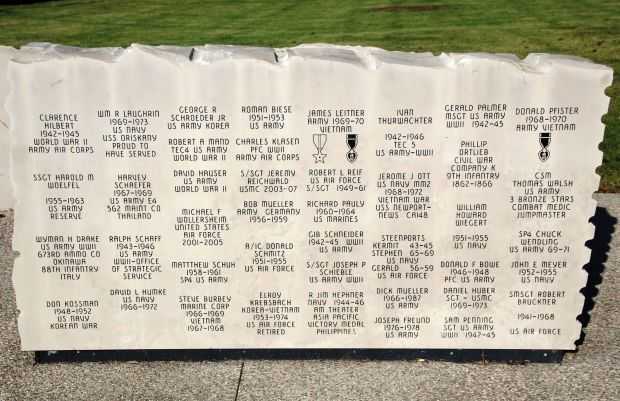 CLARENCE
HILBERT
1942-1945
WORLD WAR II
ARMY AIR CORPS
SSGT HAROLD M
WOELFEL
1955-1963
US ARMY
RESERVE
WYMAN H DRAKE
US ARMY WWII
673RD AMMO CO
OKINAWA
88TH INFANTRY
ITALY
DON KOSSMAN
1948-1952
US NAVY
KOREAN WAR
WM R LAUGHRIN
1969-1973
US NAVY
USS ORISKANY
PROUD TO
HAVE SERVED
HARVEY
SCHAEFER
1967-1969
US ARMY E4
562 MAINT CO
THAILAND
RALPH SCHAFF
1943-1946
US ARMY
WWII-OFFICE
OF STRATEGIC
SERVICE
DAVID L HUMKE
US NAVY
1966-1972
GEORGE R
SCHROEDER JR
US ARMY KOREA
ROBERT A MAND
TEC4 US ARMY
WORLD WAR II
DAVID HAUSER
US ARMY
WORLD WAR II
MICHAEL F
WOLLERSHEIM
UNITED STATES
AIR FORCE
2001-2005
MATTHEW SCHUH
1958-1961
SP4 US ARMY
STEVE BURBEY
MARINE CORP
1966-1969
VIETNAM
1967-1968
ROMAN BIESE
1951-1953
US ARMY
CHARLES KLASEN
PFC WWII
ARMY AIR CORPS
S/SGT JEREMY
REICHWALD
USMC 2003-07
BOB MUELLER
ARMY GERMANY
1956-1959
A/1C DONALD
SCHMITZ
1951-1955
US AIR FORCE
ELROY
KREBSBACH
KOREA-VIETNAM
1953-1974
US AIR FORCE
RETIRED
JAMES LEITNER
ARMY 1969-70
VIETNAM
ROBERT L REIF
US AIR FORCE
S/SGT 1949-61
RICHARD PAULY
1960-1964
US MARINES
GIB SCHNEIDER
1942-45 WWII
US ARMY
S/SGT JOSEPH P
SCHIEBLE
US ARMY WWII
R JIM HEPHNER
NAVY 1944-46
AM THEATER
ASIA PACIFIC
VICTORY MEDAL
PHILIPPINES
IVAN
THURWACHTER
1942-1946
TEC 5
US ARMY-WWII
JEROME J OTT
US NAVY MM2
1968-1972
VIETNAM WAR
USS NEWPORT-
NEWS CA148
STEENPORTS
KERMIT 43-45
STEPHEN 65-69
US NAVY
GERALD 56-59
US AIR FORCE
DICK MUELLER
1966-1987
US ARMY
JOSEPH FREUND
1976-1978
US ARMY
GERALD PALMER
MSGT US ARMY
WWII 1942-45
PHILLIP
ORTLIEB
CIVIL WAR
COMPANY K
9TH INFANTRY
1862-1866
WILLIAM
HOWARD
WIEGERT
1951-1955
US NAVY
DONALD F BOWE
1946-1948
PFC US ARMY
DANIEL HUBER
SGT - USMC
1969-1973
SAM PENNING
SGT US ARMY
WWII 1942-45
DONALD PFISTER
1968-1970
ARMY VIETNAM
CSM
THOMAS WALSH
US ARMY
3 BRONZE STARS
COMBAT MEDIC
JUMPMASTER
SP4 CHUCK
WENDLING
US ARMY 69-71
JOHN E MEYER
1952-1955
US NAVY
SMSGT ROBERT
BRUCKNER
1941-1968
US AIR FORCE